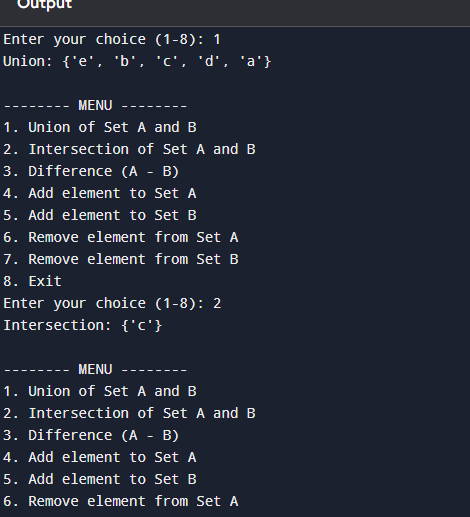 Output
Enter your choice (1-8): 1
Union: {'e', 'b', 'c', 'd', 'a'}
-------- MENU --------
1. Union of Set A and B
2. Intersection of Set A and B
3. Difference (A - B)
4. Add element to Set A
5. Add element to Set B
6. Remove element from Set A
7. Remove element from Set B
8. Exit
Enter your choice (1-8): 2
Intersection: {'c'}
-------- MENU --------
1. Union of Set A and B
2. Intersection of Set A and B
3. Difference (A - B)
4. Add element to Set A
5. Add element to Set B
6. Remove element from Set A